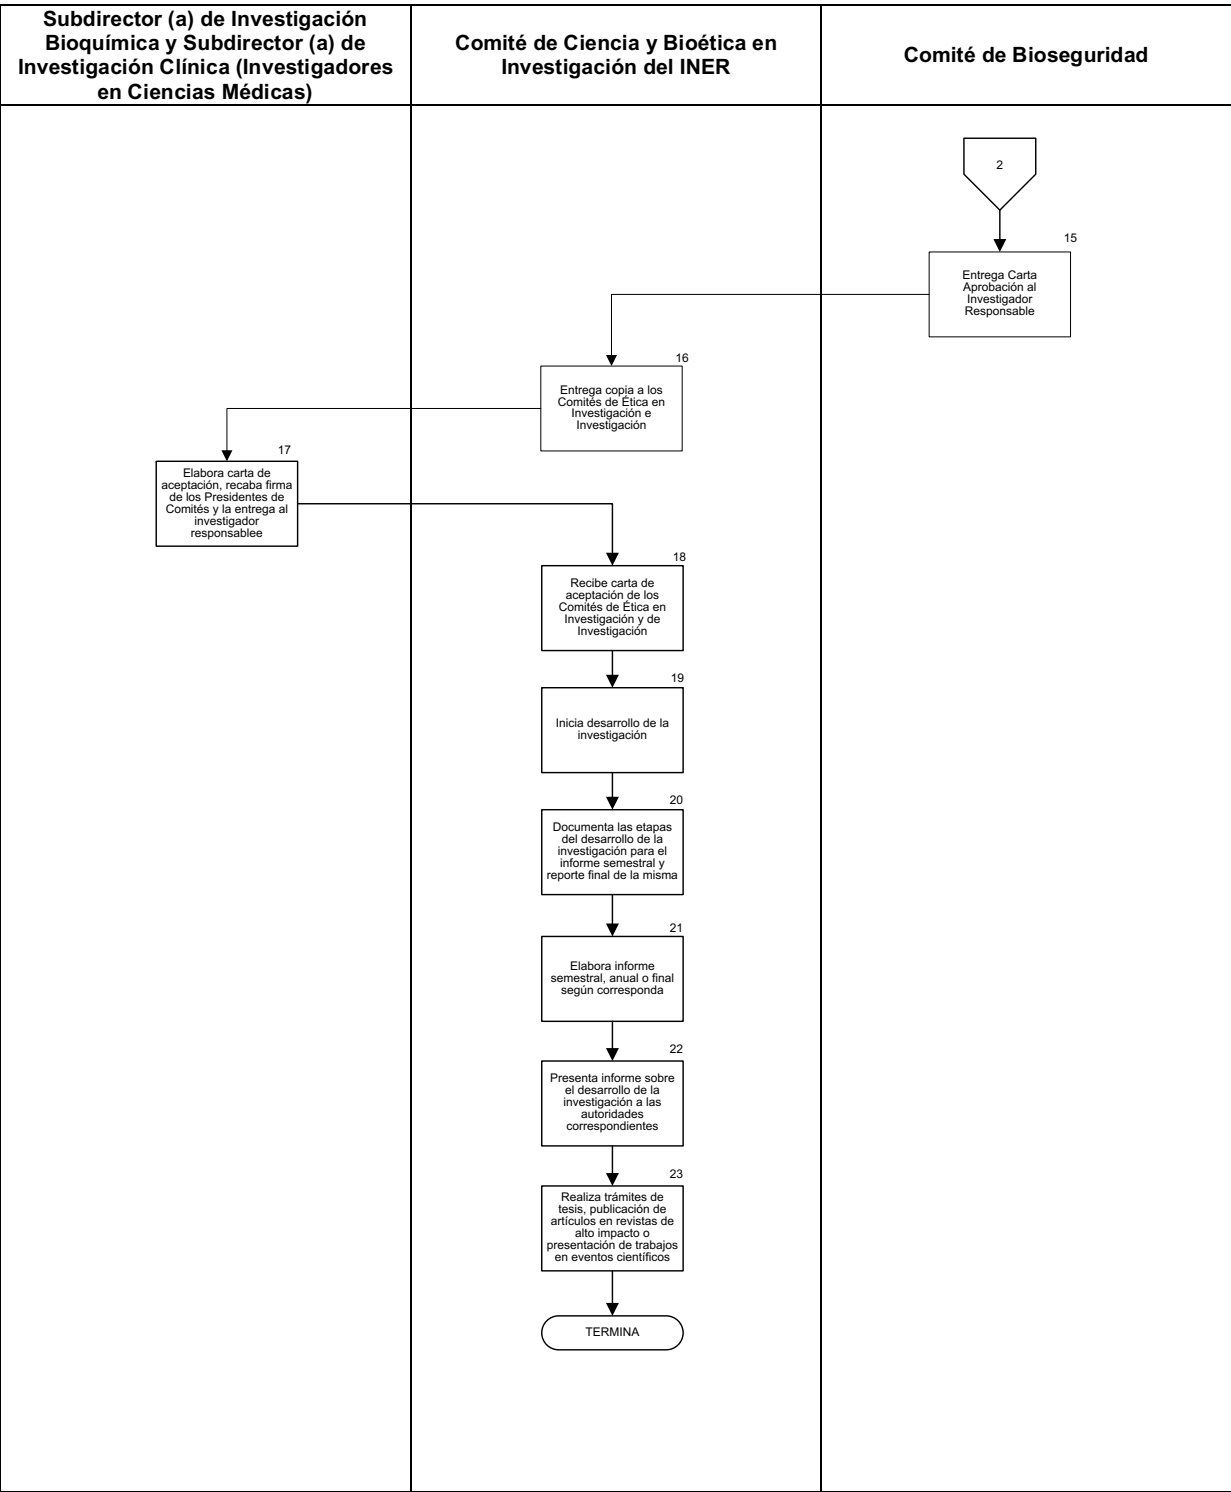 Subdirector (a) de Investigación
Bioquímica y Subdirector (a) de
Investigación Clínica (Investigadores
en Ciencias Médicas)
Comité de Ciencia y Bioética en
Investigación del INER
Comité de Bioseguridad
2
15
Entrega Carta
Aprobación al
Investigador
Responsable
16
Entrega copia a los
Comités de Ética en
Investigación e
Investigación
17
Elabora carta de
aceptación, recaba firma
de los Presidentes de
Comités y la entrega al
investigador
responsablee
18
Recibe carta de
aceptación de los
Comités de Ética en
Investigación y de
Investigación
19
Inicia desarrollo de la
investigación
20
Documenta las etapas
del desarrollo de la
investigación para el
informe semestral y
reporte final de la misma
21
Elabora informe
semestral, anual o final
según corresponda
22
Presenta informe sobre
el desarrollo de la
investigación a las
autoridades
correspondientes
23
Realiza trámites de
tesis, publicación de
artículos en revistas de
alto impacto o
presentación de trabajos
en eventos científicos
TERMINA